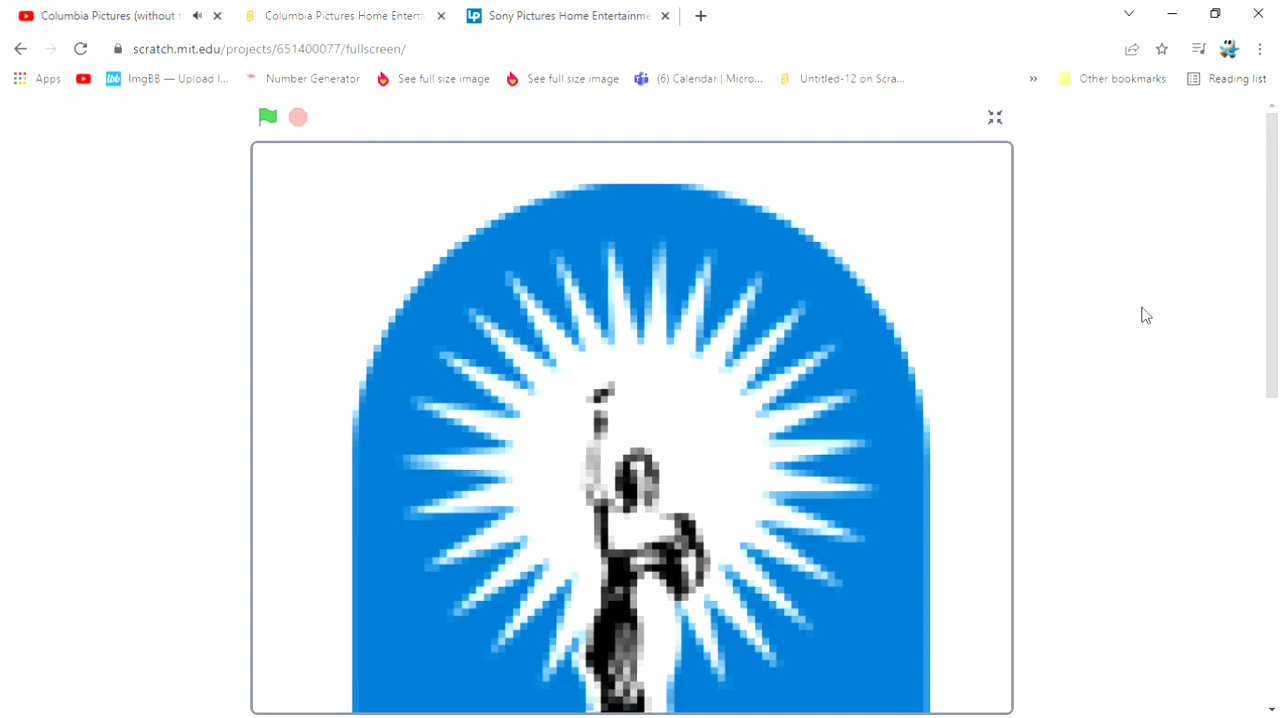 Columbia Pictures (without t
Columbia Pictures Home Enterta
Sony Pictures Home Entertainme
scratch.mit.edu/projects/651400077/fullscreen/
Apps
ibb
ImgBB — Upload I...
Number Generator
See full size image
See full size image
(6) Calendar | Micro...
Untitled-12 on Scra...
»
Other bookmarks
Reading list